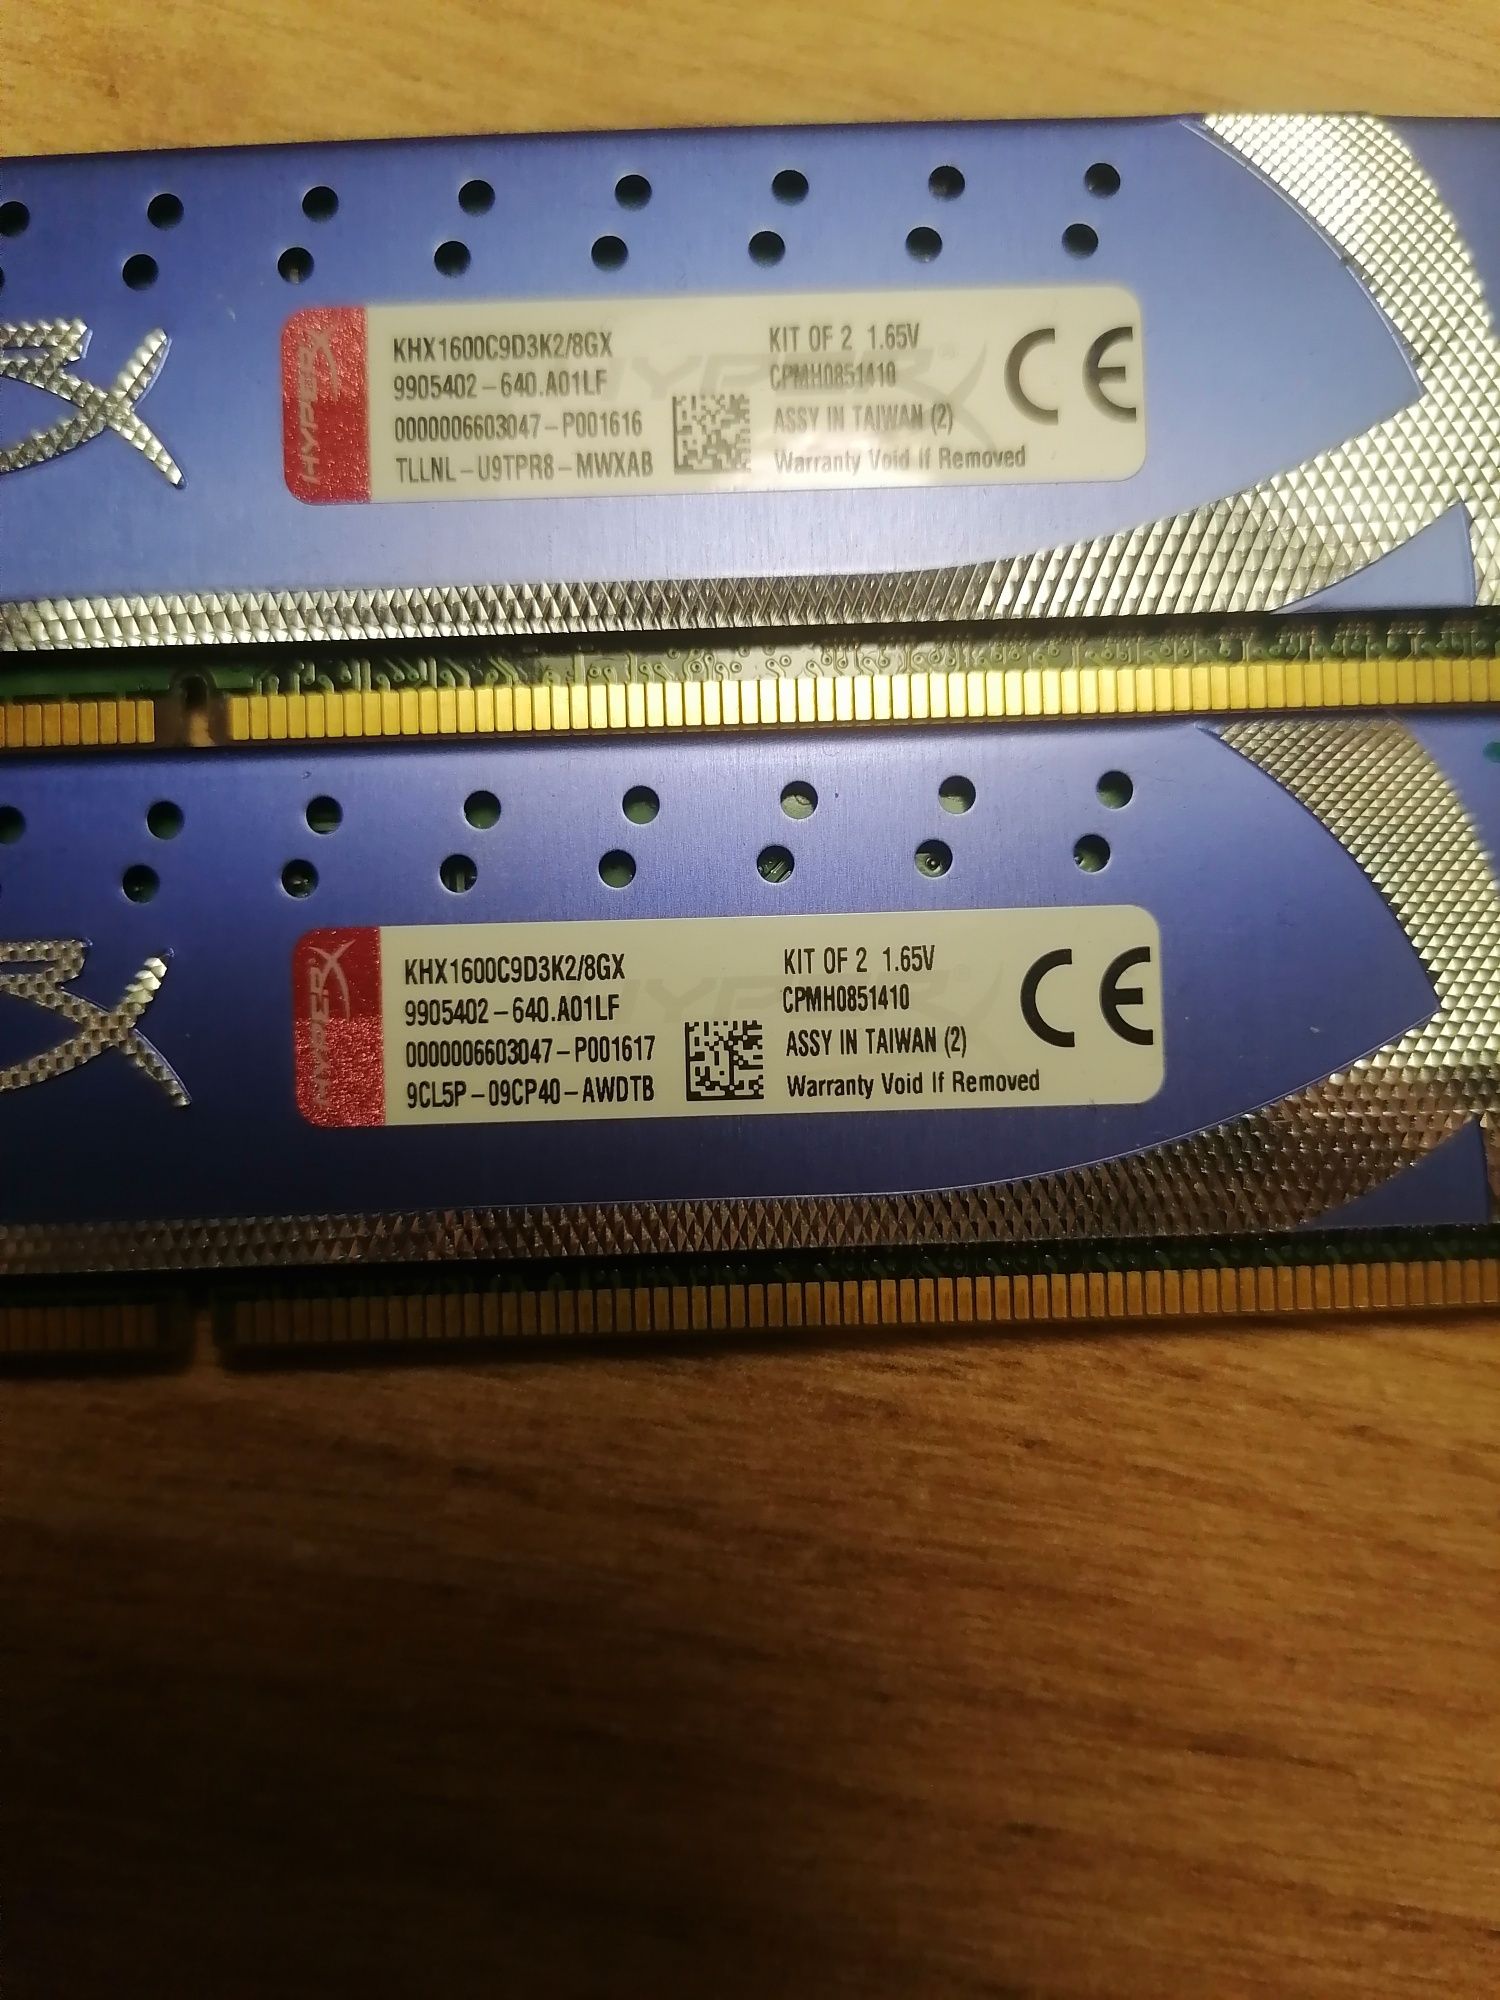 HYPERX
KHX1600C9D3K2/8GX
9905402-640.A01LF
0000006603047-P001616
TLLNL-U9TPR8-MWXAB
KIT OF 2 1.65V
CPMH0851410
ASSY IN TAIWAN (2)
Warranty Void If Removed
CE
HYPERX
KHX1600C9D3K2/8GX
9905402-640.A01LF
0000006603047-P001617
9CL5P-09CP40-AWDTB
KIT OF 2 1.65V
CPMH0851410
ASSY IN TAIWAN (2)
Warranty Void If Removed
CE